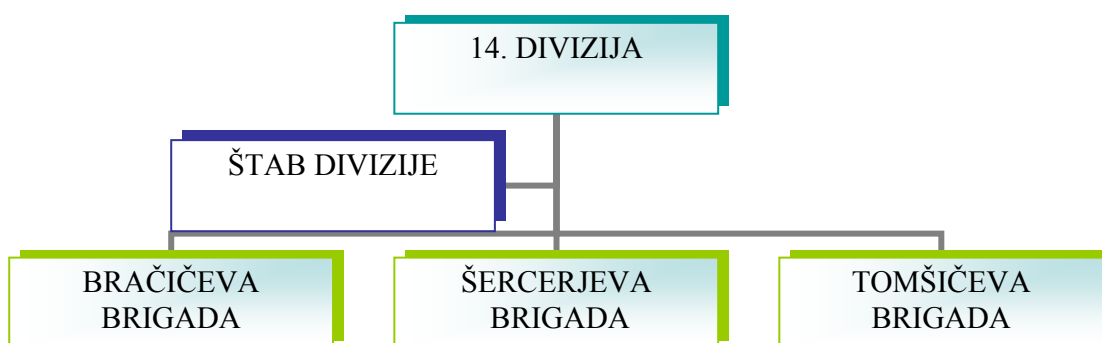 14. DIVIZIJA
ŠTAB DIVIZIJE
BRAČIČEVA
BRIGADA
ŠERCERJEVA
BRIGADA
TOMŠIČEVA
BRIGADA